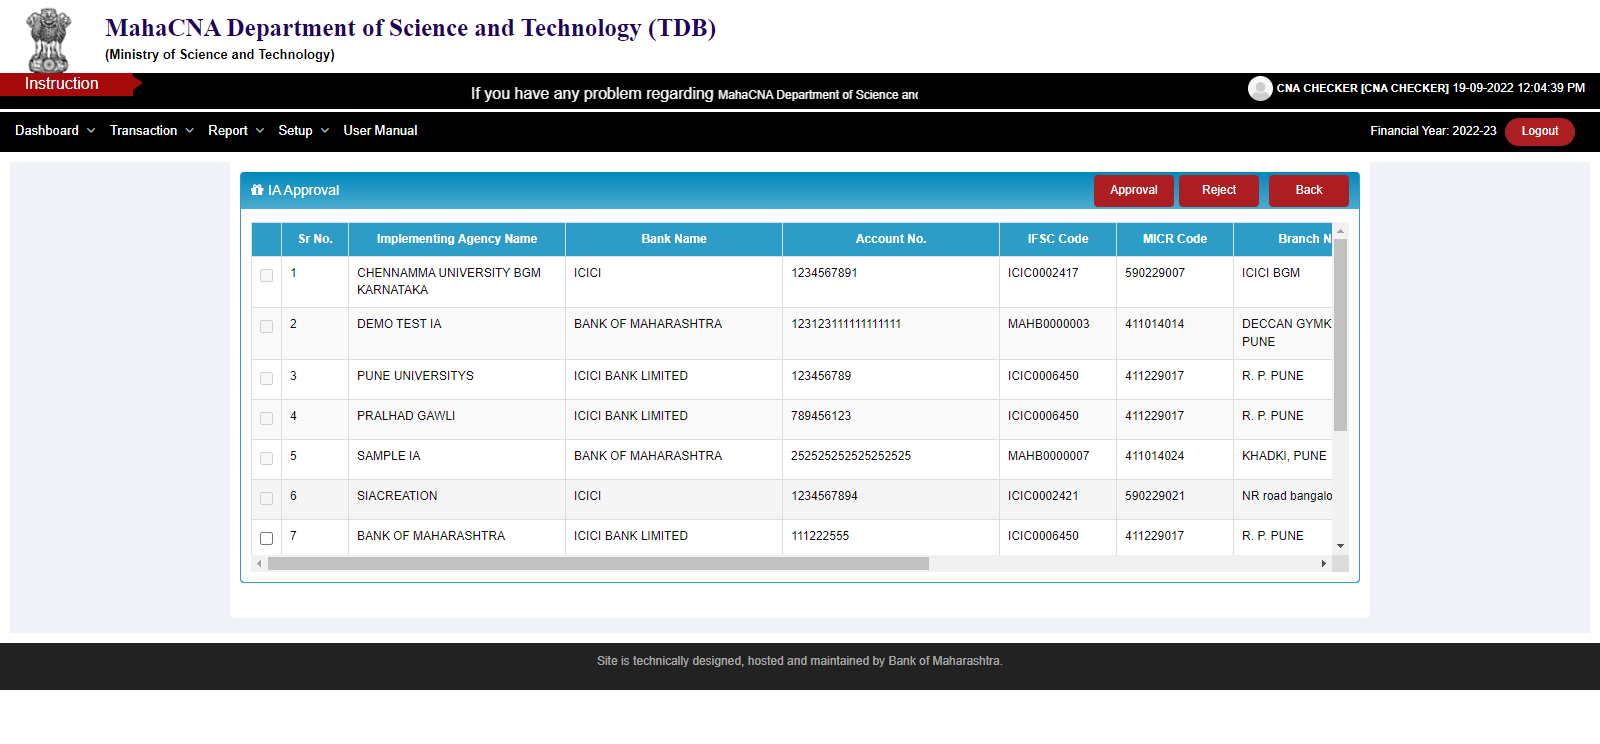 MahaCNA Department of Science and Technology (TDB)
(Ministry of Science and Technology)
Instruction
If you have any problem regarding MahaCNA Department of Science and
CNA CHECKER [CNA CHECKER] 19-09-2022 12:04:39 PM
Dashboard Transaction Report Setup User Manual
Financial Year: 2022-23 Logout
IA Approval Approval Reject Back
Sr No. Implementing Agency Name Bank Name Account No. IFSC Code MICR Code Branch N
1 CHENNAMMA UNIVERSITY BGM ICICI 1234567891 ICIC0002417 590229007 ICICI BGM
KARNATAKA
2 DEMO TEST IA BANK OF MAHARASHTRA 123123111111111111 MAHB0000003 411014014 DECCAN GYMK
PUNE
3 PUNE UNIVERSITYS ICICI BANK LIMITED 123456789 ICIC0006450 411229017 R. P. PUNE
4 PRALHAD GAWLI ICICI BANK LIMITED 789456123 ICIC0006450 411229017 R. P. PUNE
5 SAMPLE IA BANK OF MAHARASHTRA 252525252525252525 MAHB0000007 411014024 KHADKI, PUNE
6 SIACREATION ICICI 1234567894 ICIC0002421 590229021 NR road bangalo
7 BANK OF MAHARASHTRA ICICI BANK LIMITED 111222555 ICIC0006450 411229017 R. P. PUNE
Site is technically designed, hosted and maintained by Bank of Maharashtra.